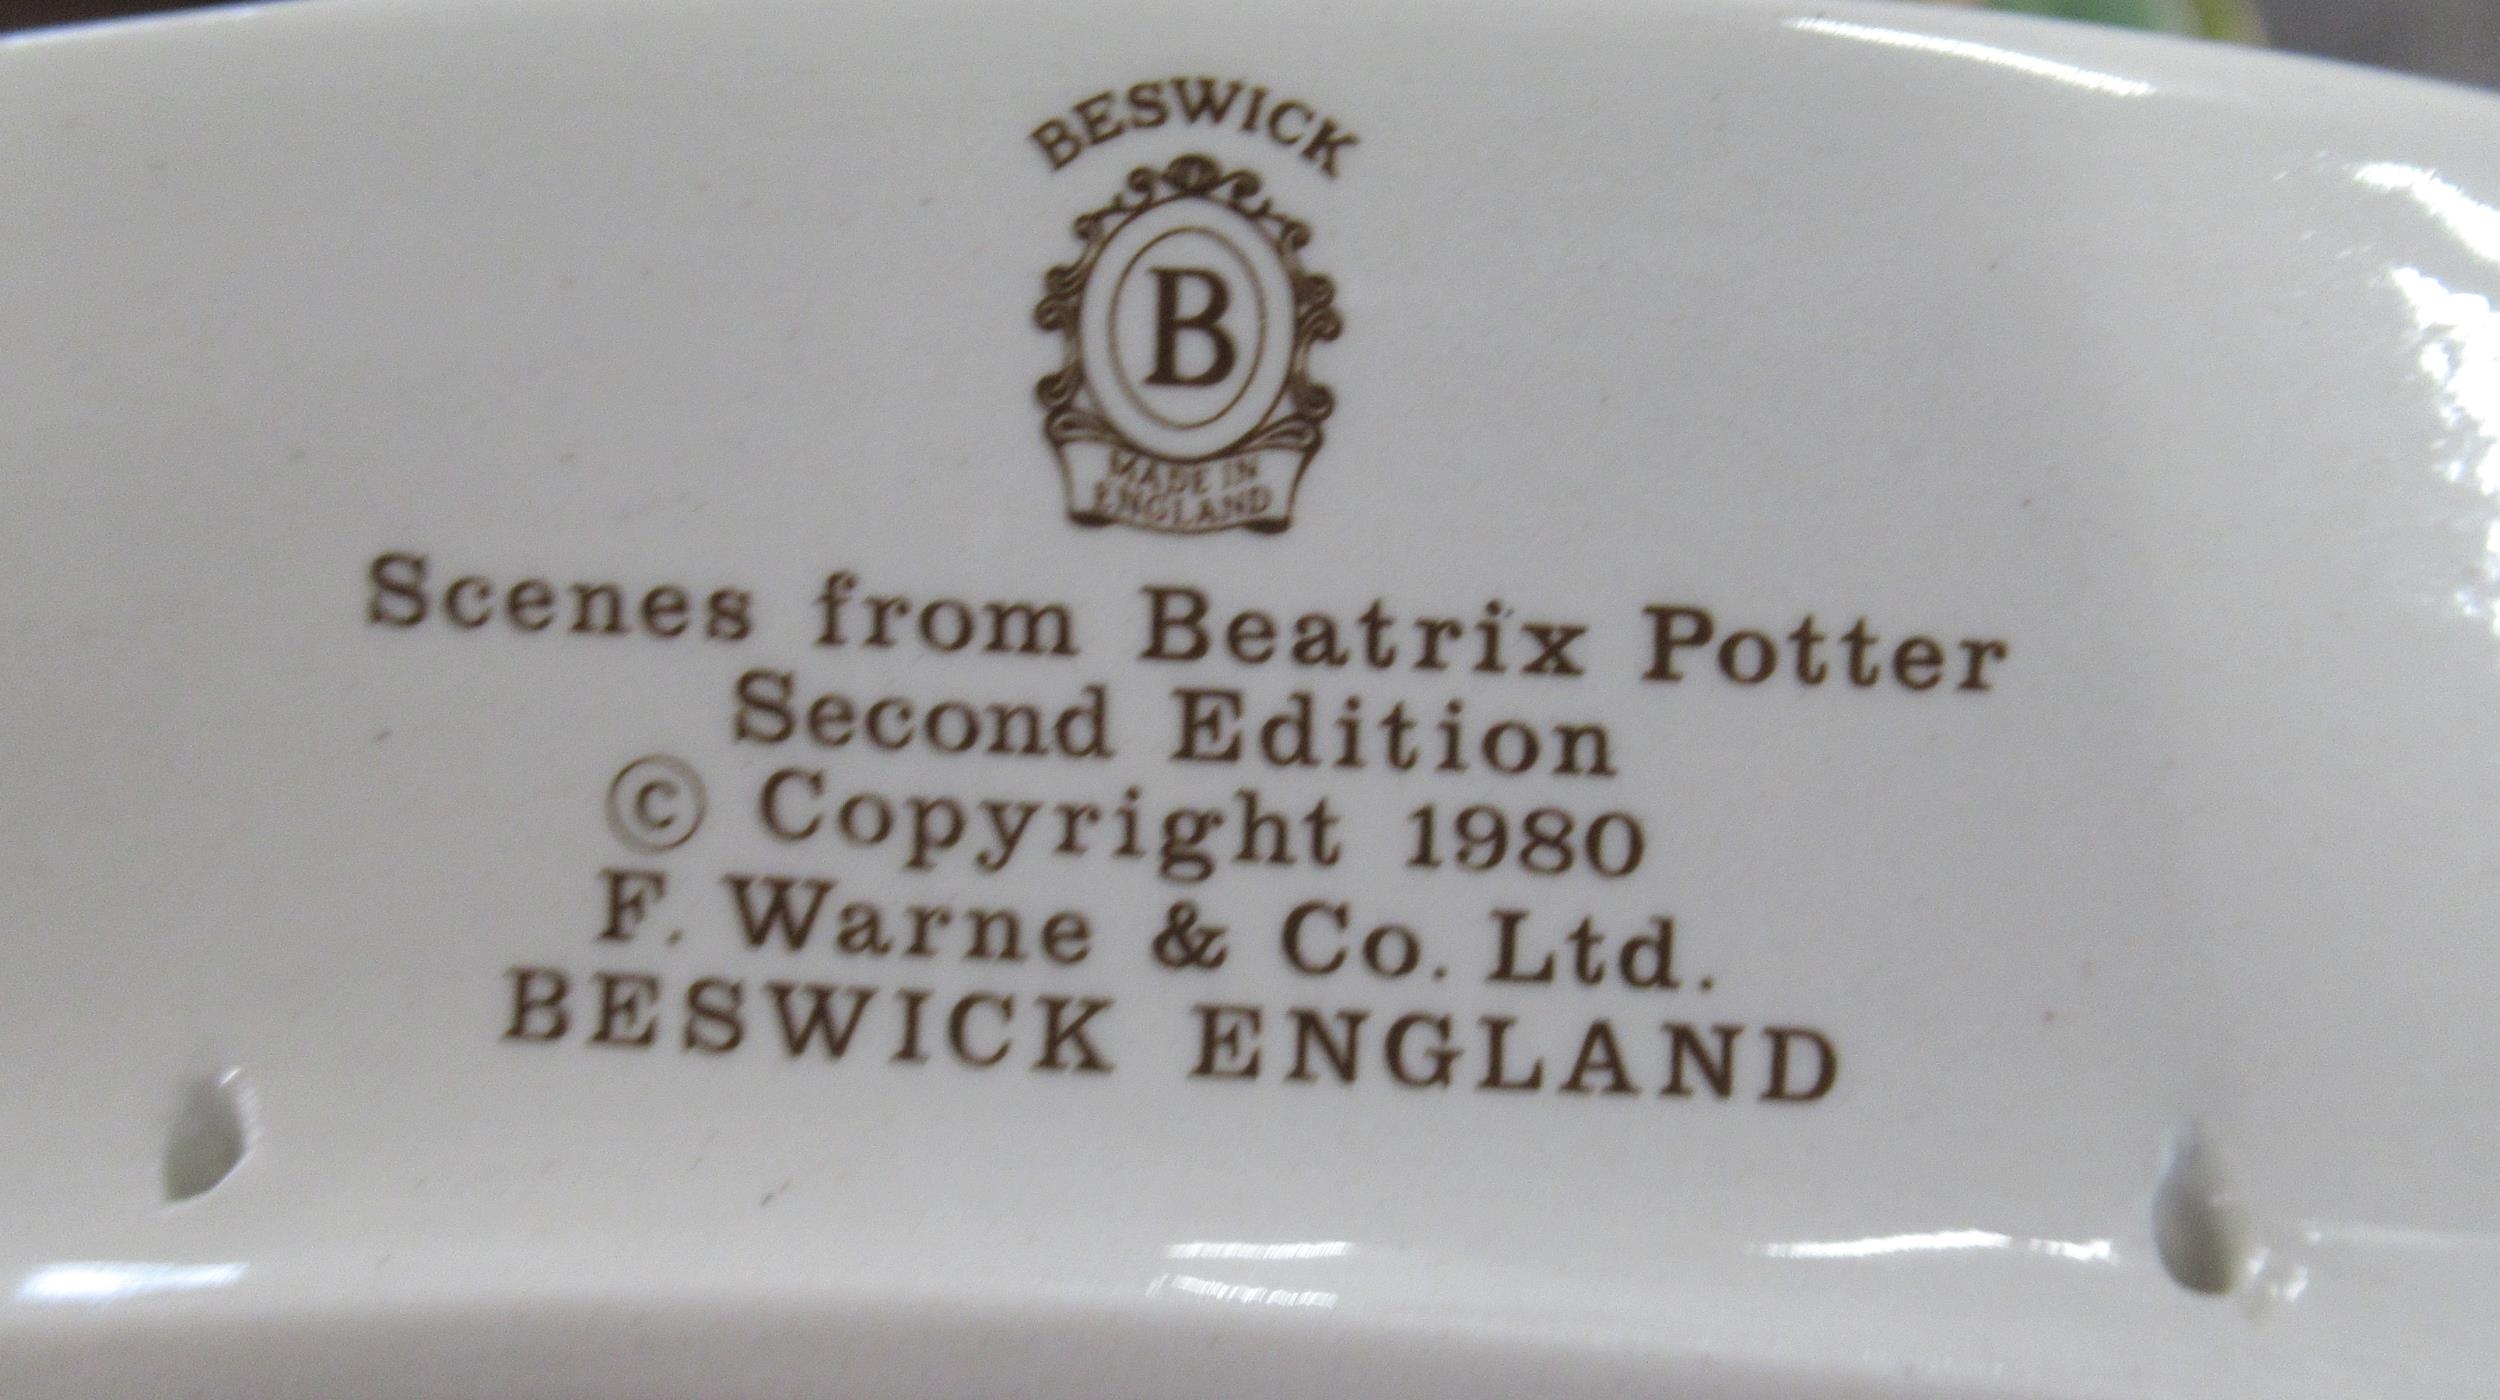 BESWICK
B
MADE IN
ENGLAND
Scenes from Beatrix Potter
Second Edition
© Copyright 1980
F. Warne & Co. Ltd.
BESWICK ENGLAND